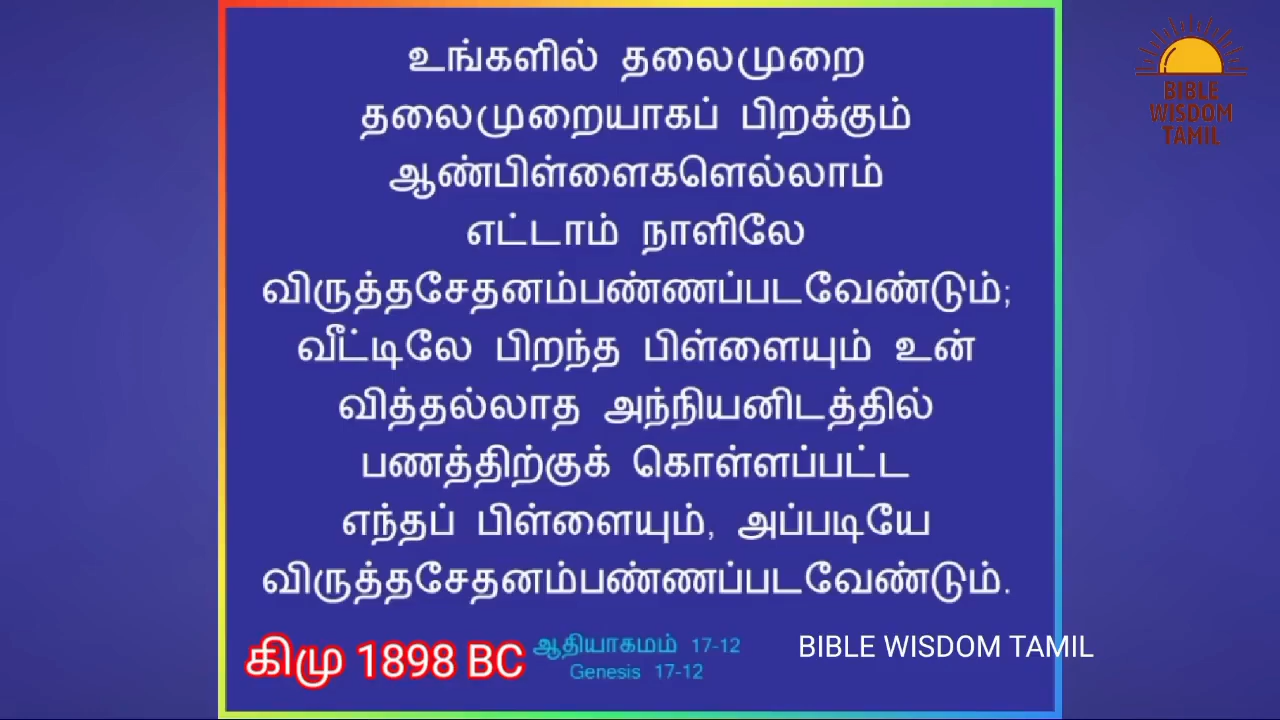 உங்களில் தலைமுறை
தலைமுறையாகப் பிறக்கும்
ஆண்பிள்ளைகளெல்லாம்
எட்டாம் நாளிலே
விருத்தசேதனம்பண்ணப்படவேண்டும்;
வீட்டிலே பிறந்த பிள்ளையும் உன்
வித்தல்லாத அந்நியனிடத்தில்
பணத்திற்குக் கொள்ளப்பட்ட
எந்தப் பிள்ளையும், அப்படியே
விருத்தசேதனம்பண்ணப்படவேண்டும்.
கிமு 1898 BC
ஆதியாகமம் 17-12
Genesis 17-12
BIBLE WISDOM TAMIL
BIBLE
WISDOM
TAMIL